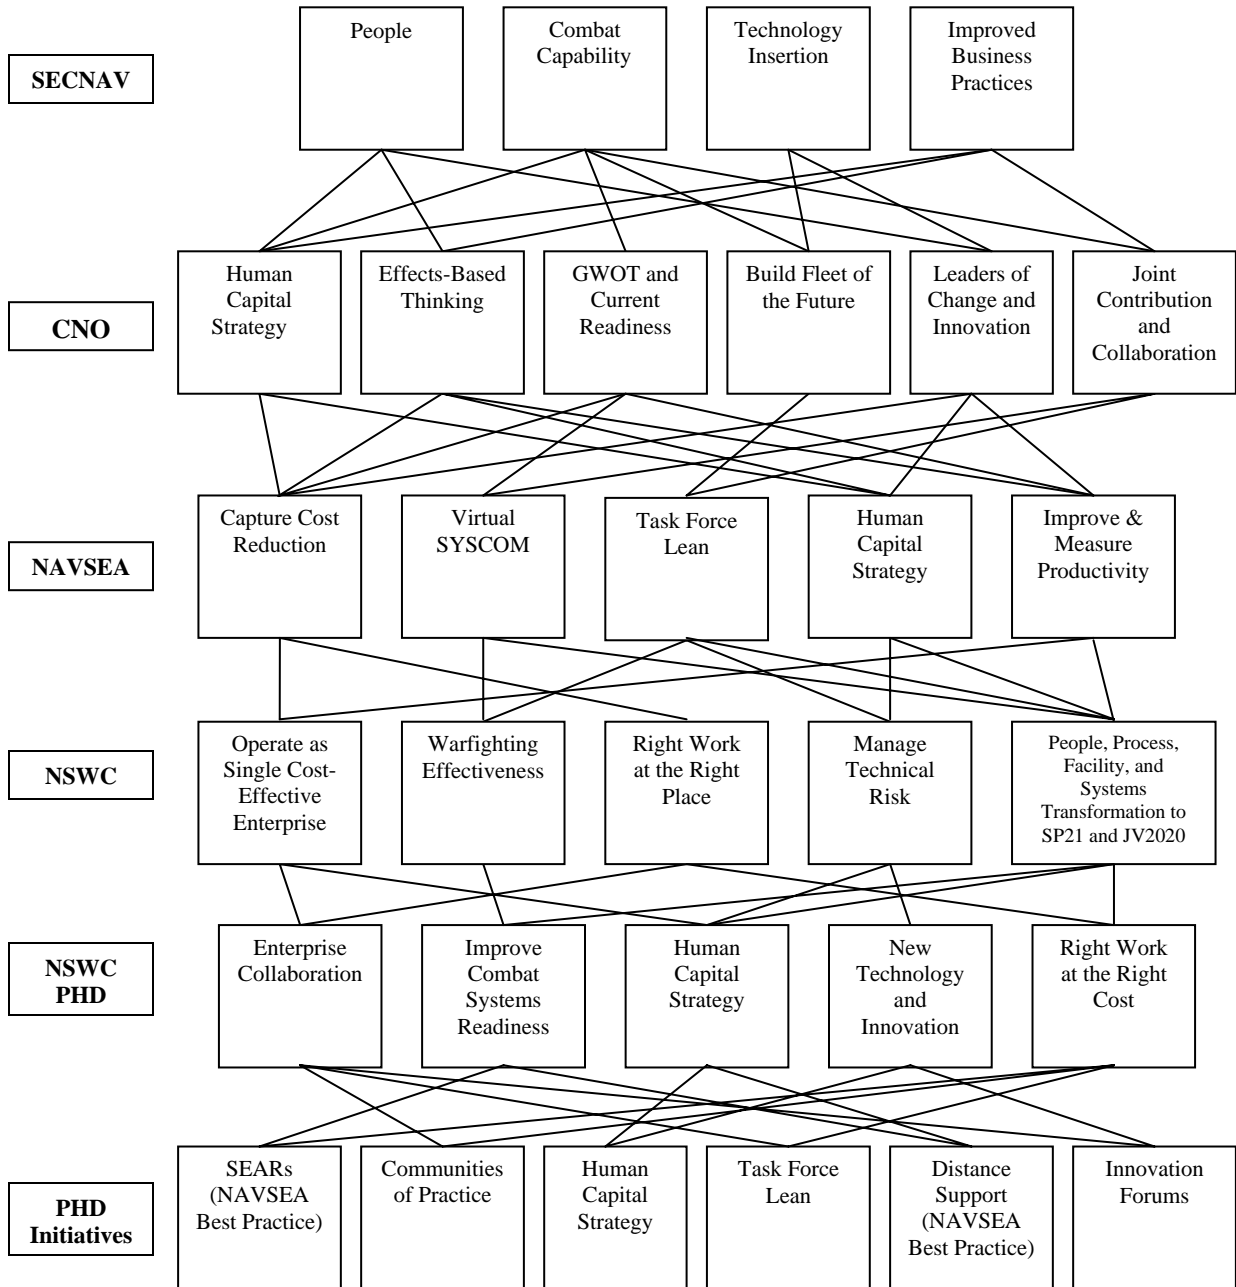 SECNAV
People
Combat
Capability
Technology
Insertion
Improved
Business
Practices
CNO
Human
Capital
Strategy
Effects-Based
Thinking
GWOT and
Current
Readiness
Build Fleet of
the Future
Leaders of
Change and
Innovation
Joint
Contribution
and
Collaboration
NAVSEA
Capture Cost
Reduction
Virtual
SYSCOM
Task Force
Lean
Human
Capital
Strategy
Improve &
Measure
Productivity
NSWC
Operate as
Single Cost-
Effective
Enterprise
Warfighting
Effectiveness
Right Work
at the Right
Place
Manage
Technical
Risk
People, Process,
Facility, and
Systems
Transformation to
SP21 and JV2020
NSWC
PHD
Enterprise
Collaboration
Improve
Combat
Systems
Readiness
Human
Capital
Strategy
New
Technology
and
Innovation
Right Work
at the Right
Cost
PHD
Initiatives
SEARs
(NAVSEA
Best Practice)
Communities
of Practice
Human
Capital
Strategy
Task Force
Lean
Distance
Support
(NAVSEA
Best Practice)
Innovation
Forums